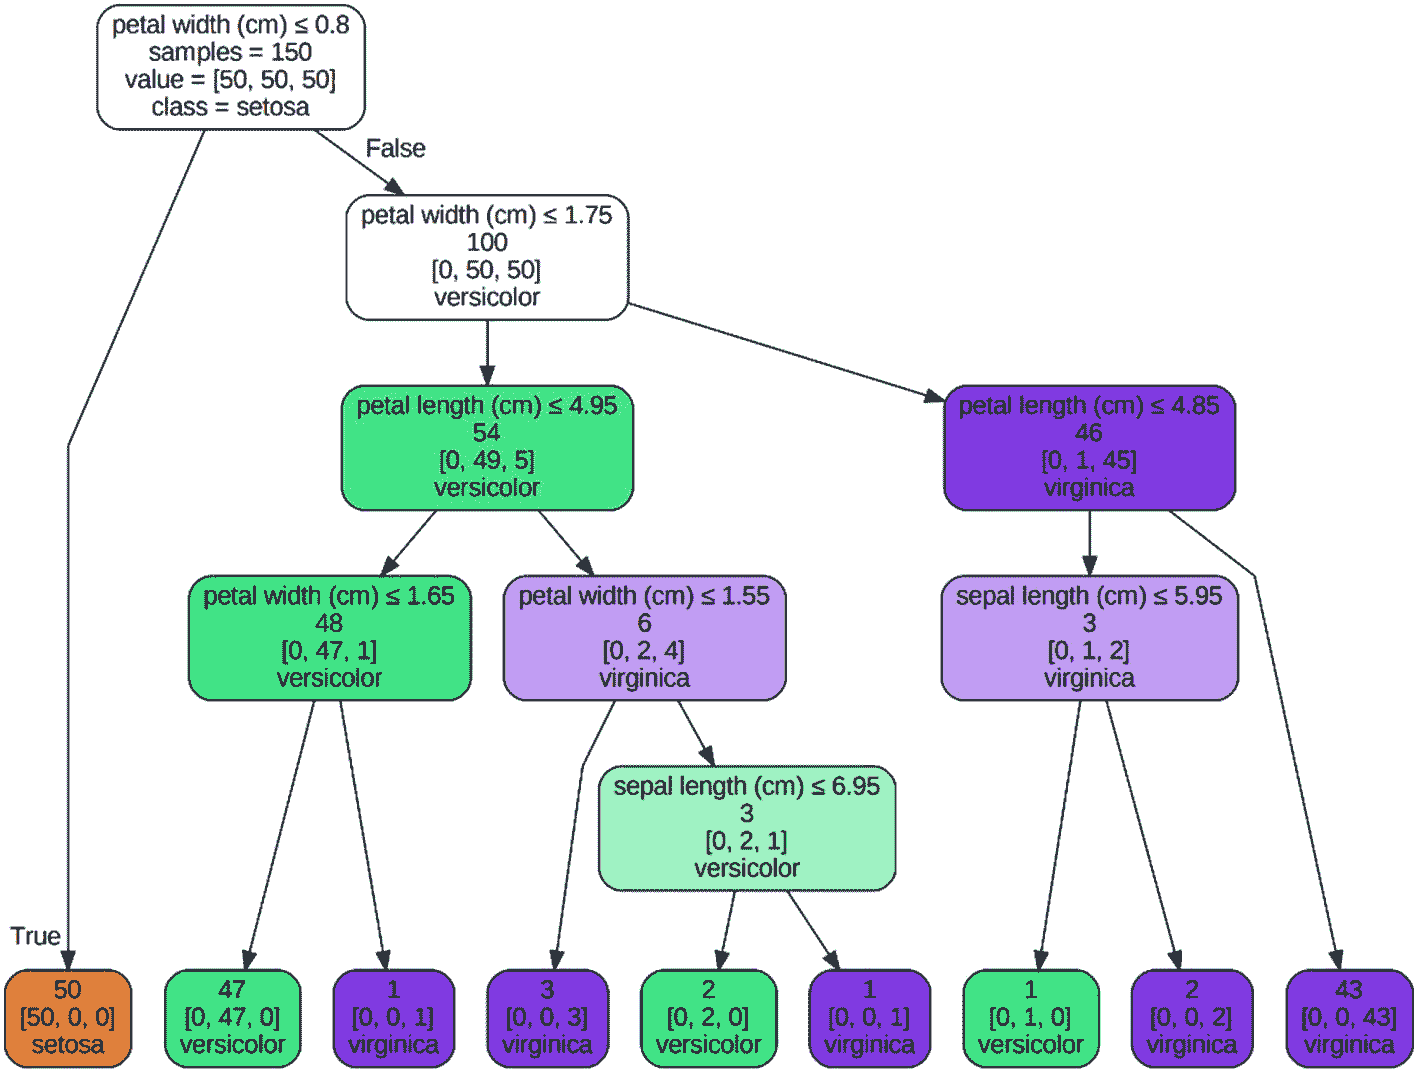 petal width (cm) ≤ 0.8
samples = 150
value = [50, 50, 50]
class = setosa
False
petal width (cm) ≤ 1.75
100
[0, 50, 50]
versicolor
petal length (cm) ≤ 4.95
54
[0, 49, 5]
versicolor
petal length (cm) ≤ 4.85
46
[0, 1, 45]
virginica
petal width (cm) ≤ 1.65
48
[0, 47, 1]
versicolor
petal width (cm) ≤ 1.55
6
[0, 2, 4]
virginica
sepal length (cm) ≤ 5.95
3
[0, 1, 2]
virginica
sepal length (cm) ≤ 6.95
3
[0, 2, 1]
versicolor
True
50
[50, 0, 0]
setosa
47
[0, 47, 0]
versicolor
1
[0, 0, 1]
virginica
3
[0, 0, 3]
virginica
2
[0, 2, 0]
versicolor
1
[0, 0, 1]
virginica
1
[0, 1, 0]
versicolor
2
[0, 0, 2]
virginica
43
[0, 0, 43]
virginica